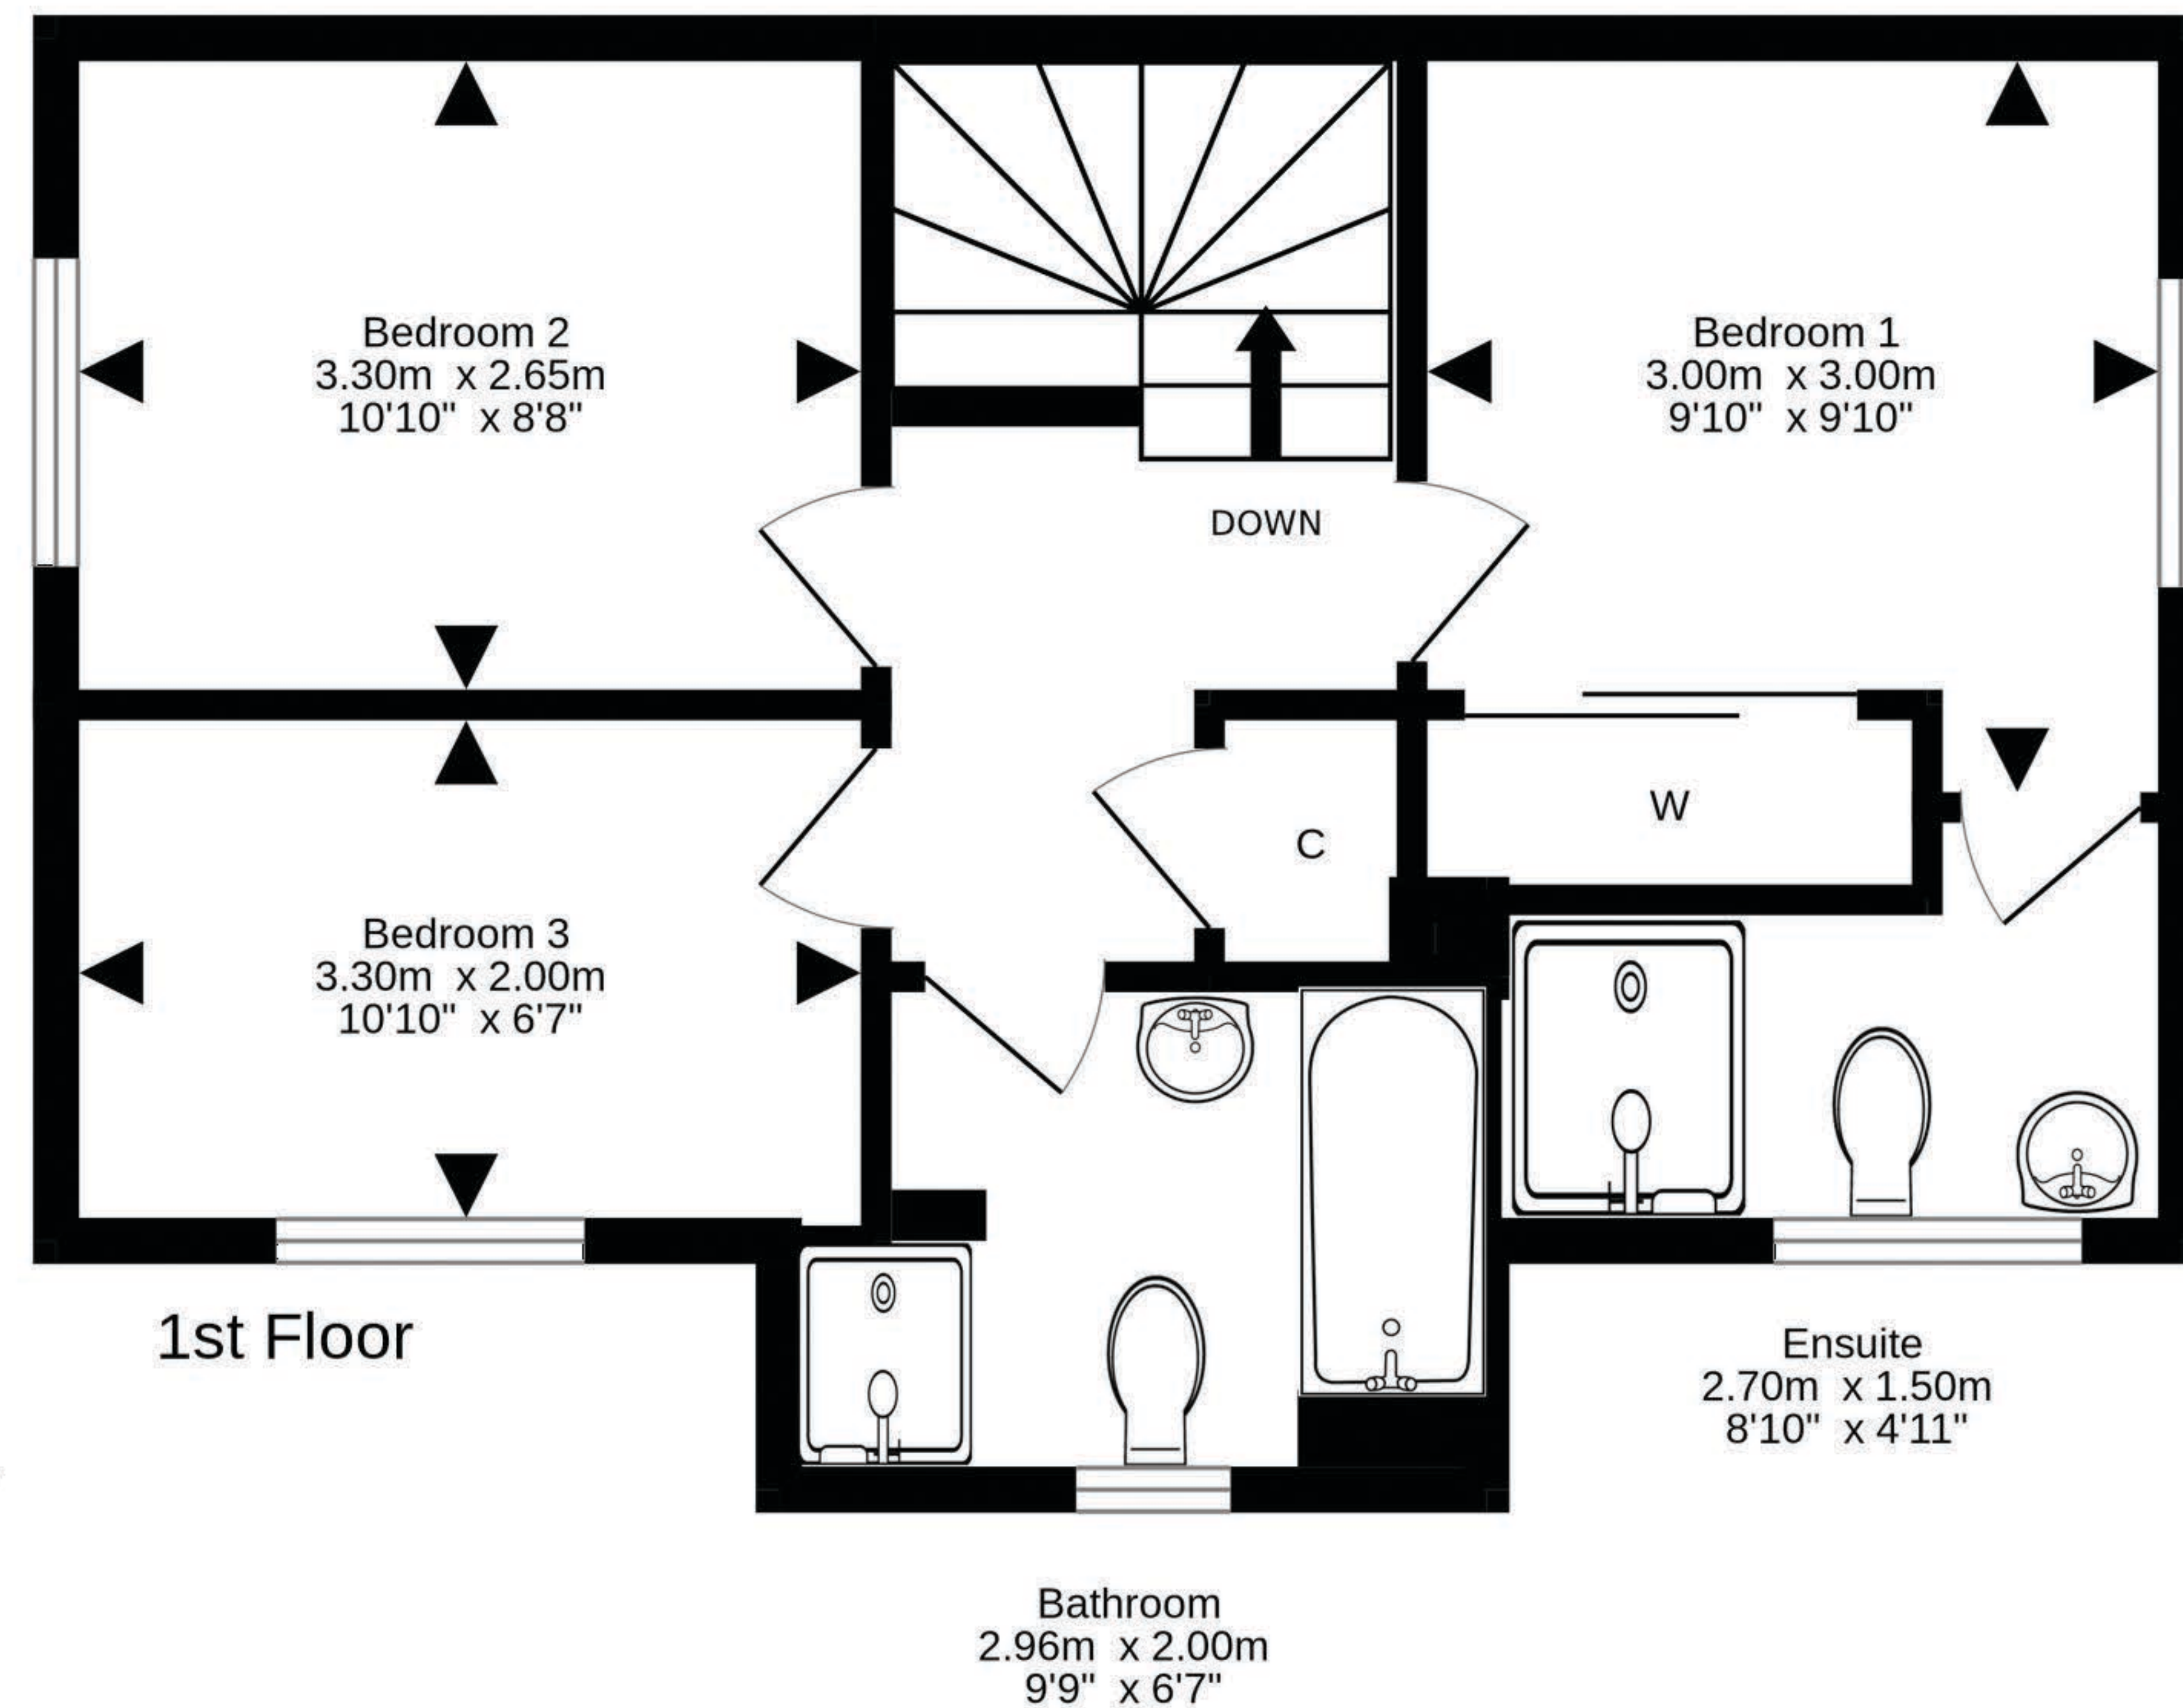 Bedroom 2
3.30m x 2.65m
10'10" x 8'8"
Bedroom 1
3.00m x 3.00m
9'10" x 9'10"
DOWN
W
C
Bedroom 3
3.30m x 2.00m
10'10" x 6'7"
1st Floor
Ensuite
2.70m x 1.50m
8'10" x 4'11"
Bathroom
2.96m x 2.00m
9'9" x 6'7"